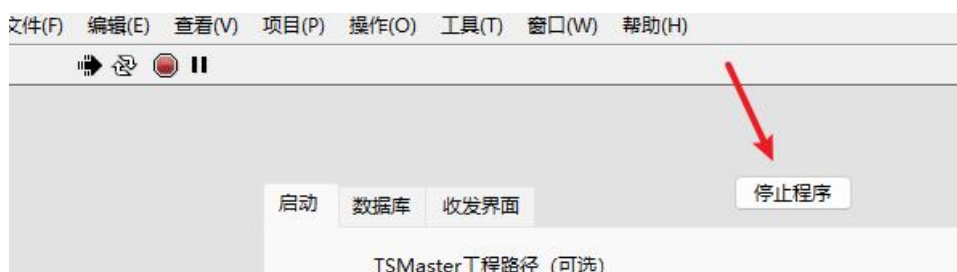 文件(F) 编辑(E) 查看(V) 项目(P) 操作(O) 工具(T) 窗口(W) 帮助(H)
停止程序
启动 数据库 收发界面
TSMaster工程路径（可选）